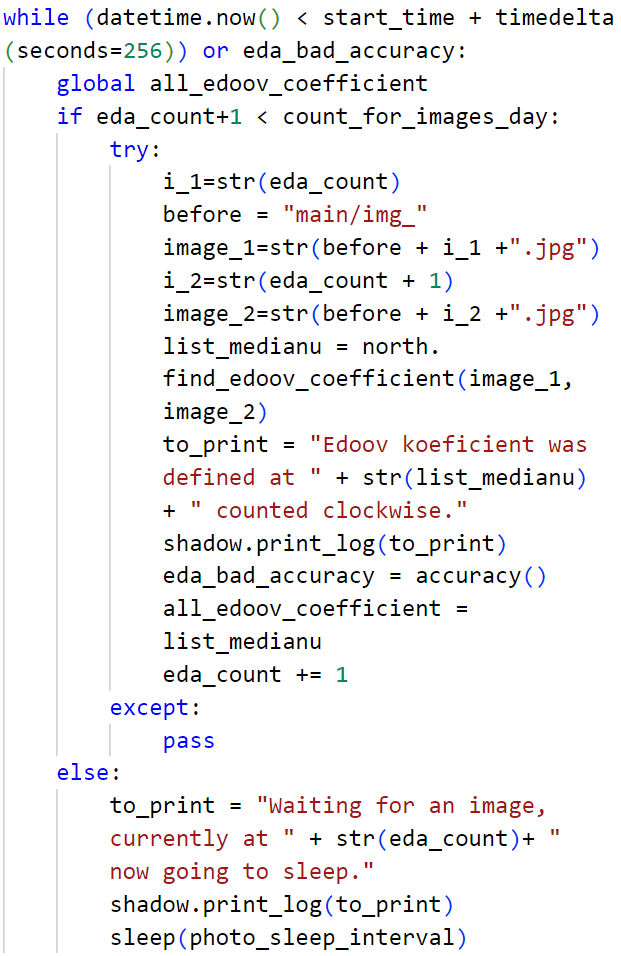 while (datetime.now() < start_time + timedelta
(seconds=256)) or eda_bad_accuracy:
    global all_edoov_coefficient
    if eda_count+1 < count_for_images_day:
        try:
            i_1=str(eda_count)
            before = "main/img_"
            image_1=str(before + i_1 +".jpg")
            i_2=str(eda_count + 1)
            image_2=str(before + i_2 +".jpg")
            list_medianu = north.
            find_edoov_coefficient(image_1,
            image_2)
            to_print = "Edoov koeficient was
            defined at " + str(list_medianu)
            + " counted clockwise."
            shadow.print_log(to_print)
            eda_bad_accuracy = accuracy()
            all_edoov_coefficient =
            list_medianu
            eda_count += 1
        except:
            pass
    else:
        to_print = "Waiting for an image,
        currently at " + str(eda_count)+ "
        now going to sleep."
        shadow.print_log(to_print)
        sleep(photo_sleep_interval)